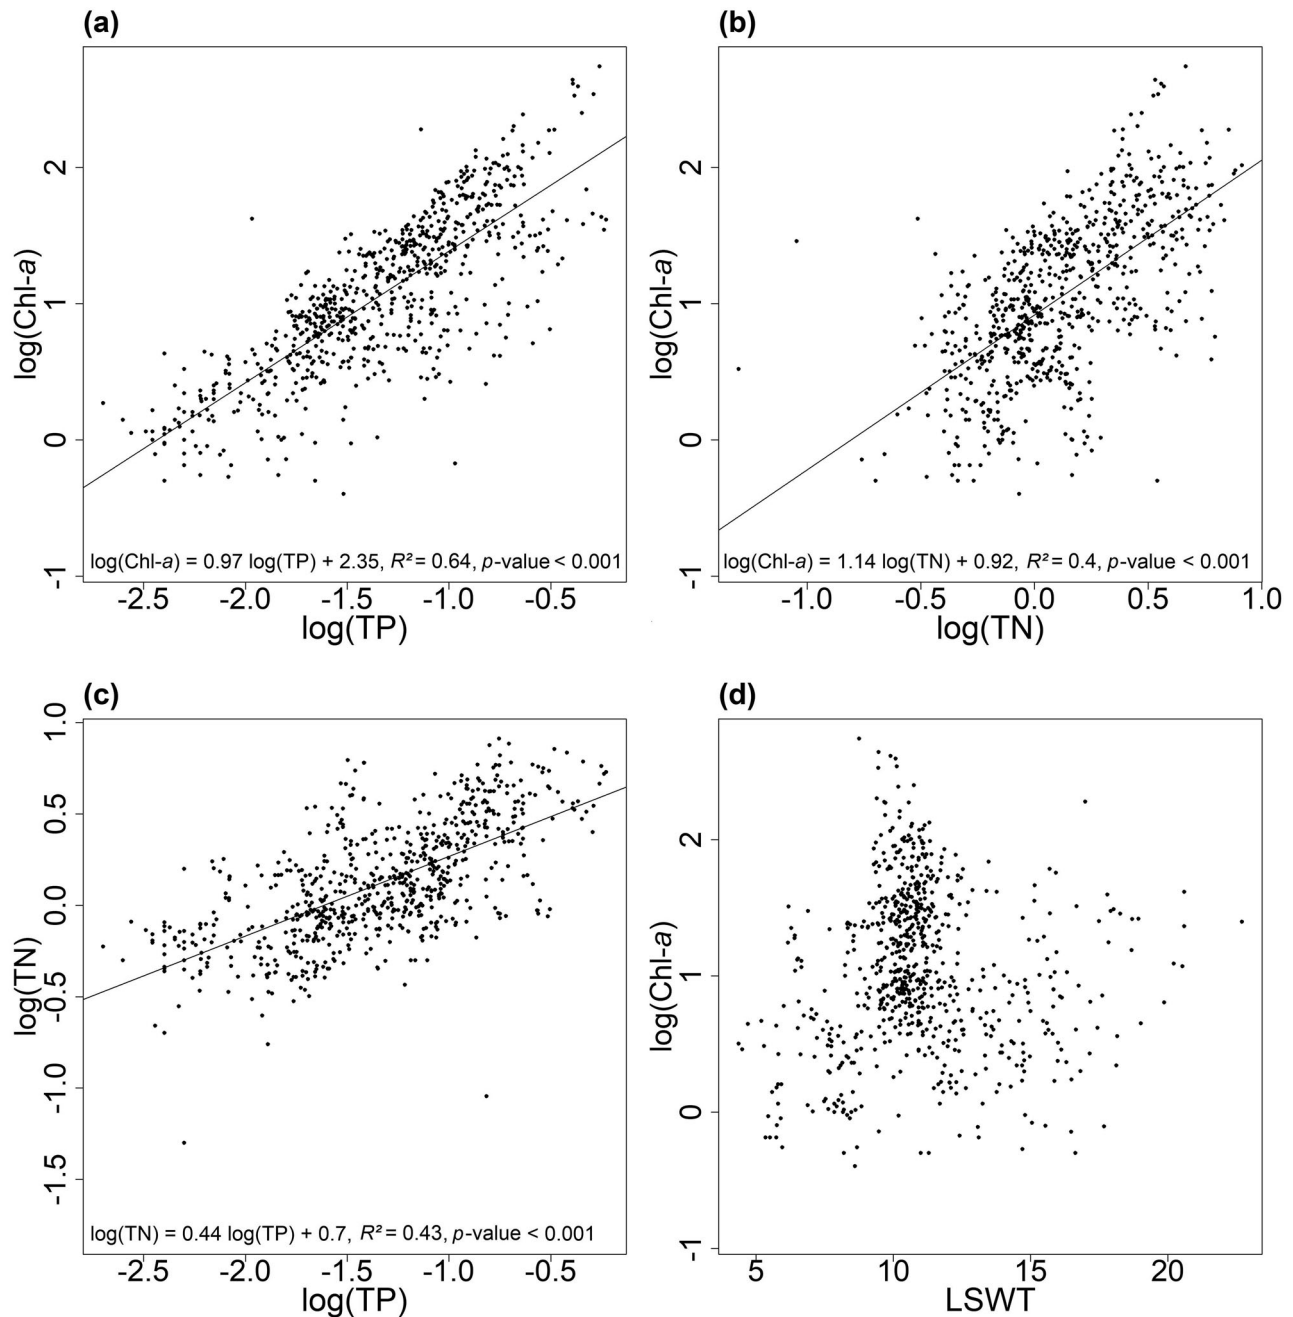 (a)
2
1
0
-1
log(Chl-a)
log(Chl-a) = 0.97 log(TP) + 2.35, R² = 0.64, p-value < 0.001
-2.5 -2.0 -1.5 -1.0 -0.5
log(TP)
(b)
2
1
0
-1
log(Chl-a)
log(Chl-a) = 1.14 log(TN) + 0.92, R² = 0.4, p-value < 0.001
-1.0 -0.5 0.0 0.5 1.0
log(TN)
(c)
1.0
0.5
0.0
-0.5
-1.0
-1.5
log(TN)
log(TN) = 0.44 log(TP) + 0.7, R² = 0.43, p-value < 0.001
-2.5 -2.0 -1.5 -1.0 -0.5
log(TP)
(d)
2
1
0
-1
log(Chl-a)
5 10 15 20
LSWT